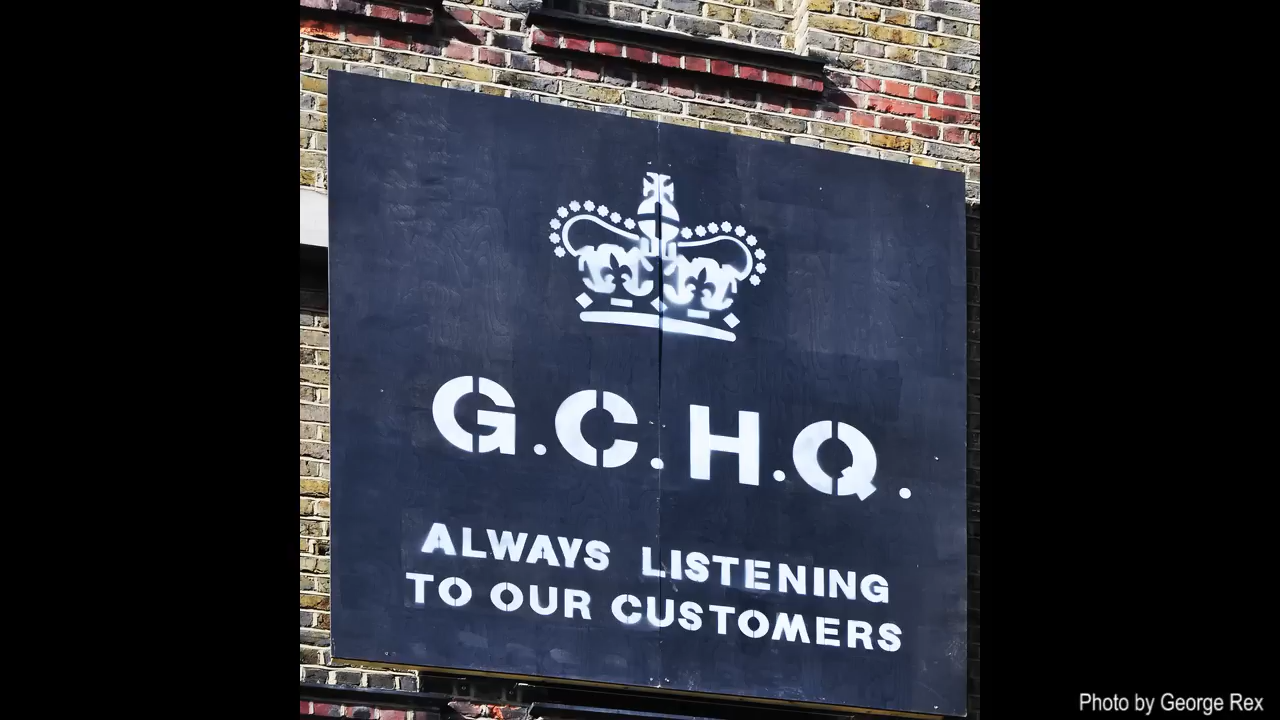 G.C.H.Q.
ALWAYS LISTENING
TO OUR CUSTOMERS
Photo by George Rex